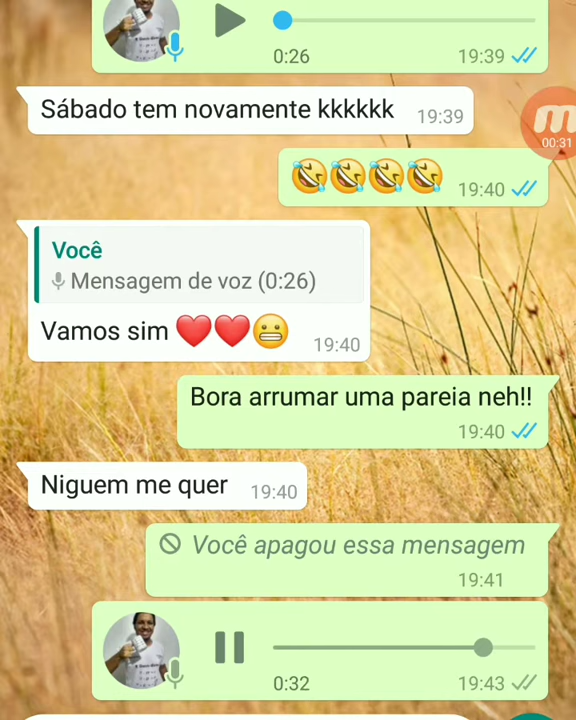 0:26 19:39
Sábado tem novamente kkkkkk 19:39
m
00:31
19:40
Você
Mensagem de voz (0:26)
Vamos sim ❤️❤️😬 19:40
Bora arrumar uma pareia neh!!
19:40
Niguem me quer 19:40
Você apagou essa mensagem
19:41
0:32 19:43